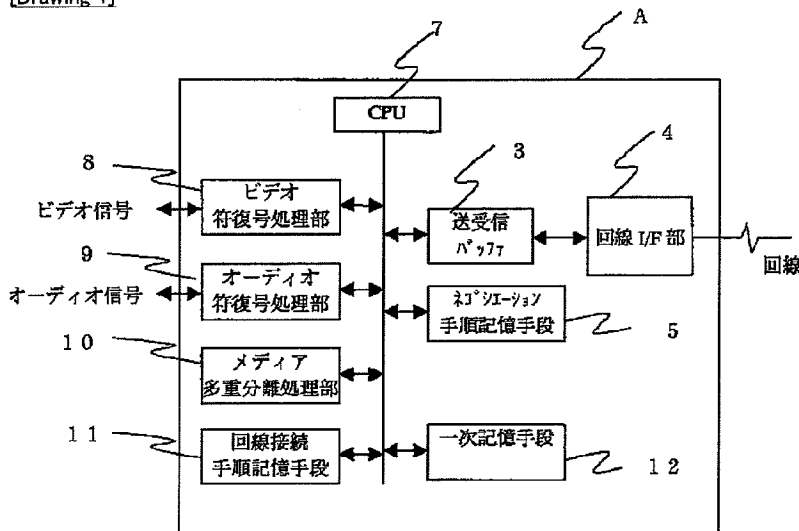 [Drawing 1]
7
A
CPU
8
ビデオ
符復号処理部
ビデオ信号
3
送受信
バッファ
4
回線 I/F 部
回線
9
オーディオ
符復号処理部
オーディオ信号
ネゴシエーション
手順記憶手段
5
10
メディア
多重分離処理部
11
回線接続
手順記憶手段
一次記憶手段
12